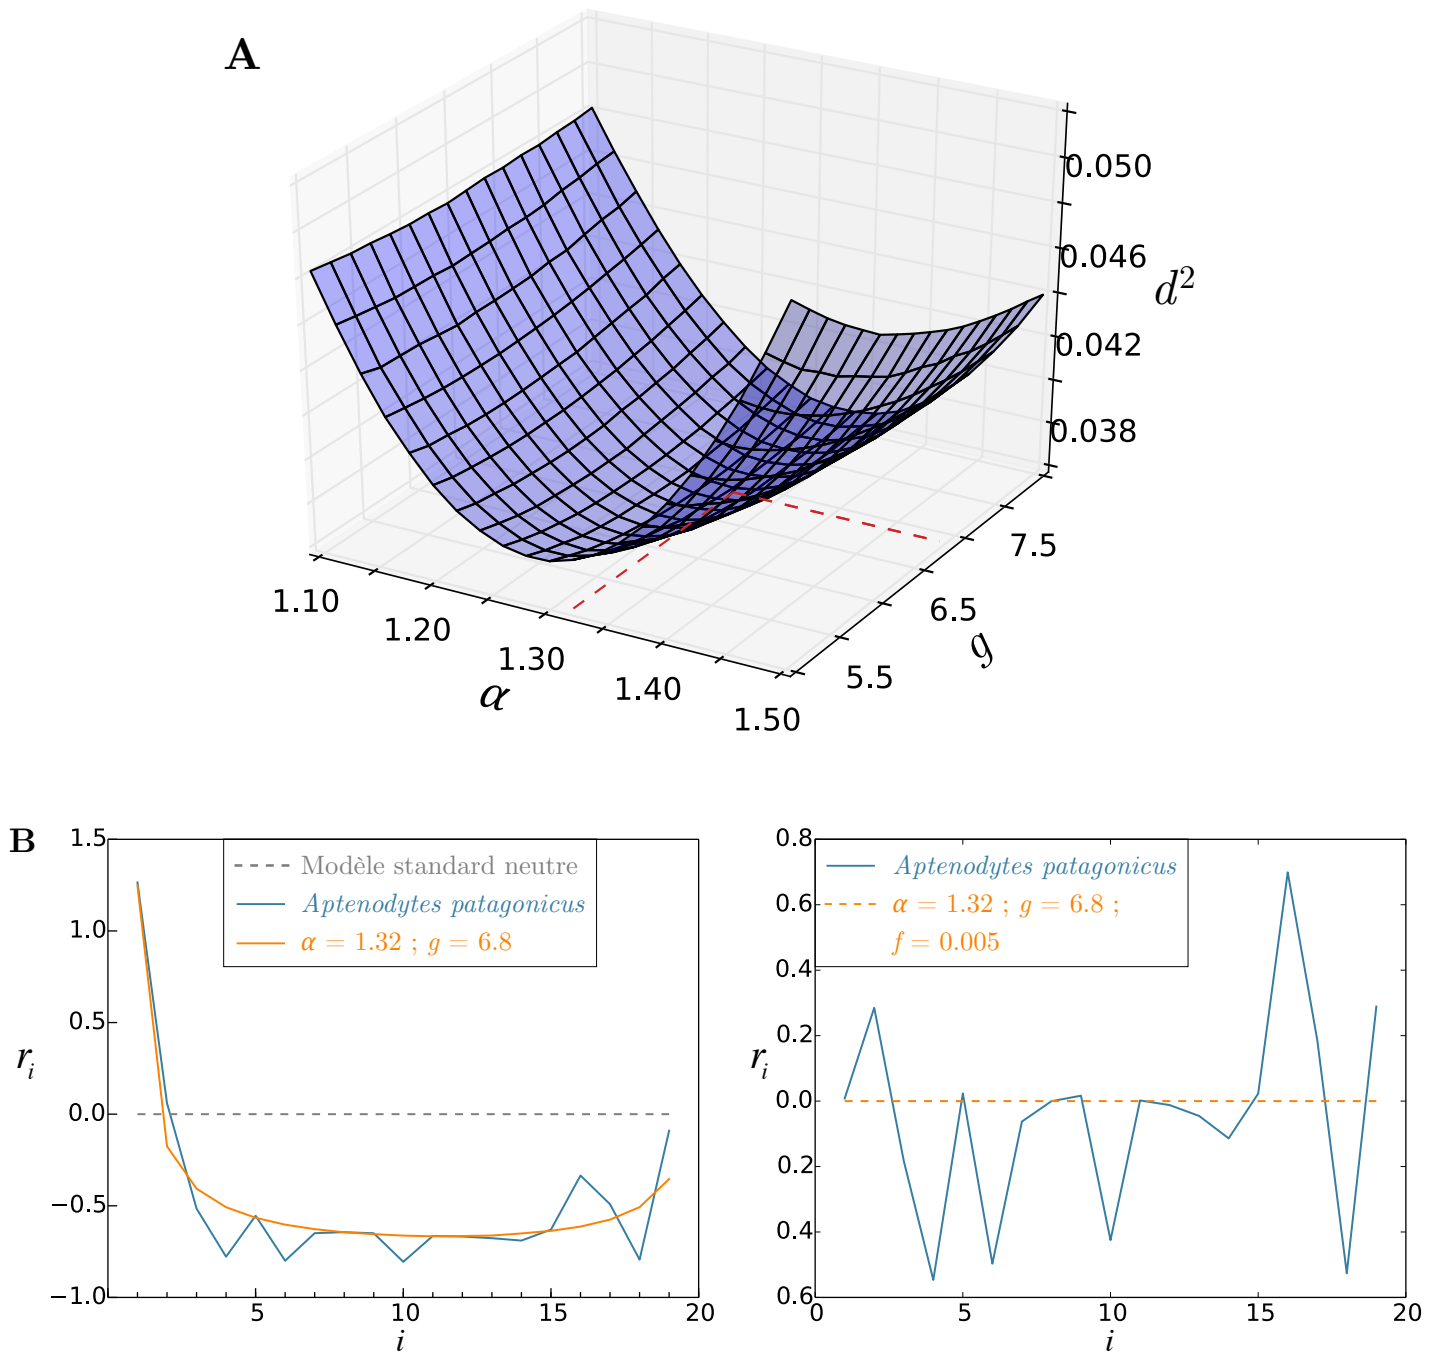 A
0.050
0.046
d²
0.042
0.038
7.5
6.5
g
5.5
1.10
1.20
1.30
α
1.40
1.50
B
1.5
1.0
0.5
0.0
−0.5
−1.0
r_i
5
10
15
20
i
Modèle standard neutre
Aptenodytes patagonicus
α = 1.32 ; g = 6.8
0.8
0.6
0.4
0.2
0.0
0.2
0.4
0.6
r_i
0
5
10
15
20
i
Aptenodytes patagonicus
α = 1.32 ; g = 6.8 ;
f = 0.005